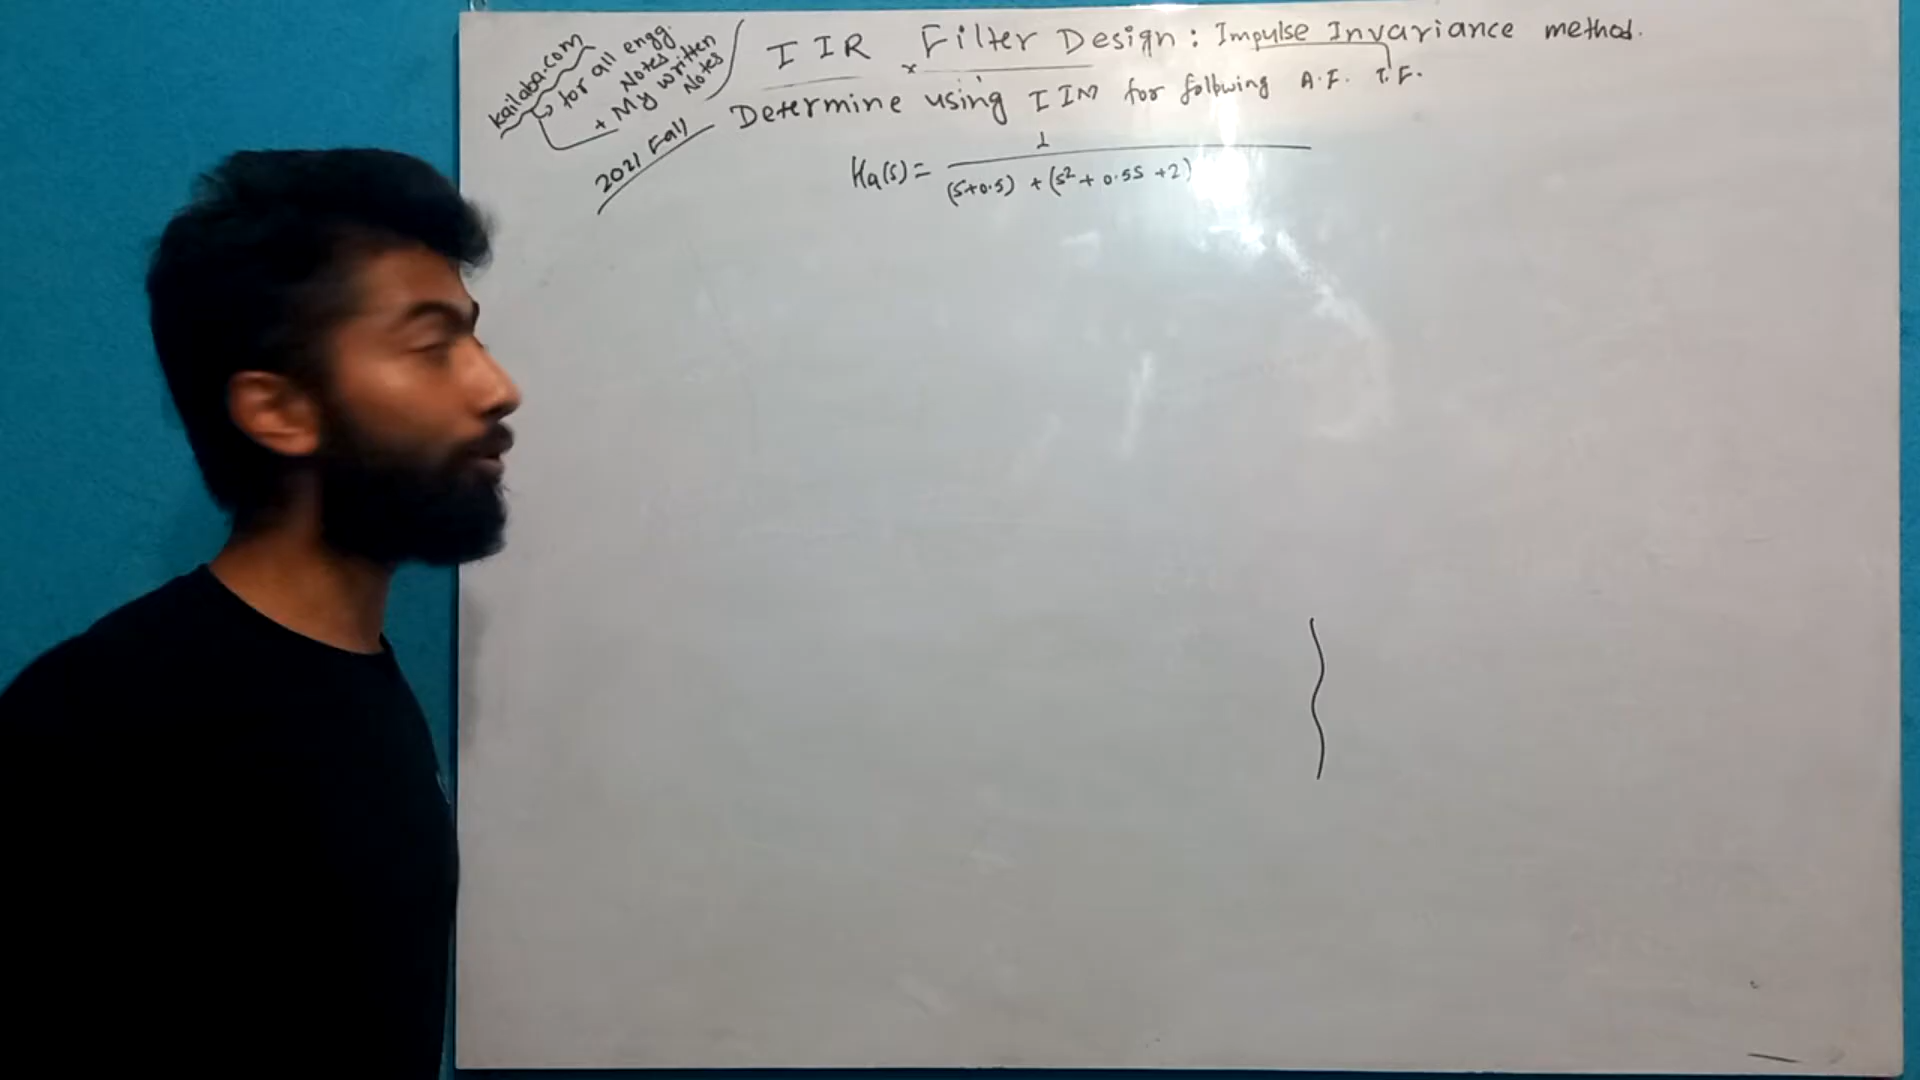 kailaba.com
for all engg.
Notes
+ My written
Notes
2021 Fall
IIR Filter Design : Impulse Invariance method.
Determine using IIM for following A.F. T.F.
Ha(s) = 1
(s+0.5) + (s² + 0.5s + 2)